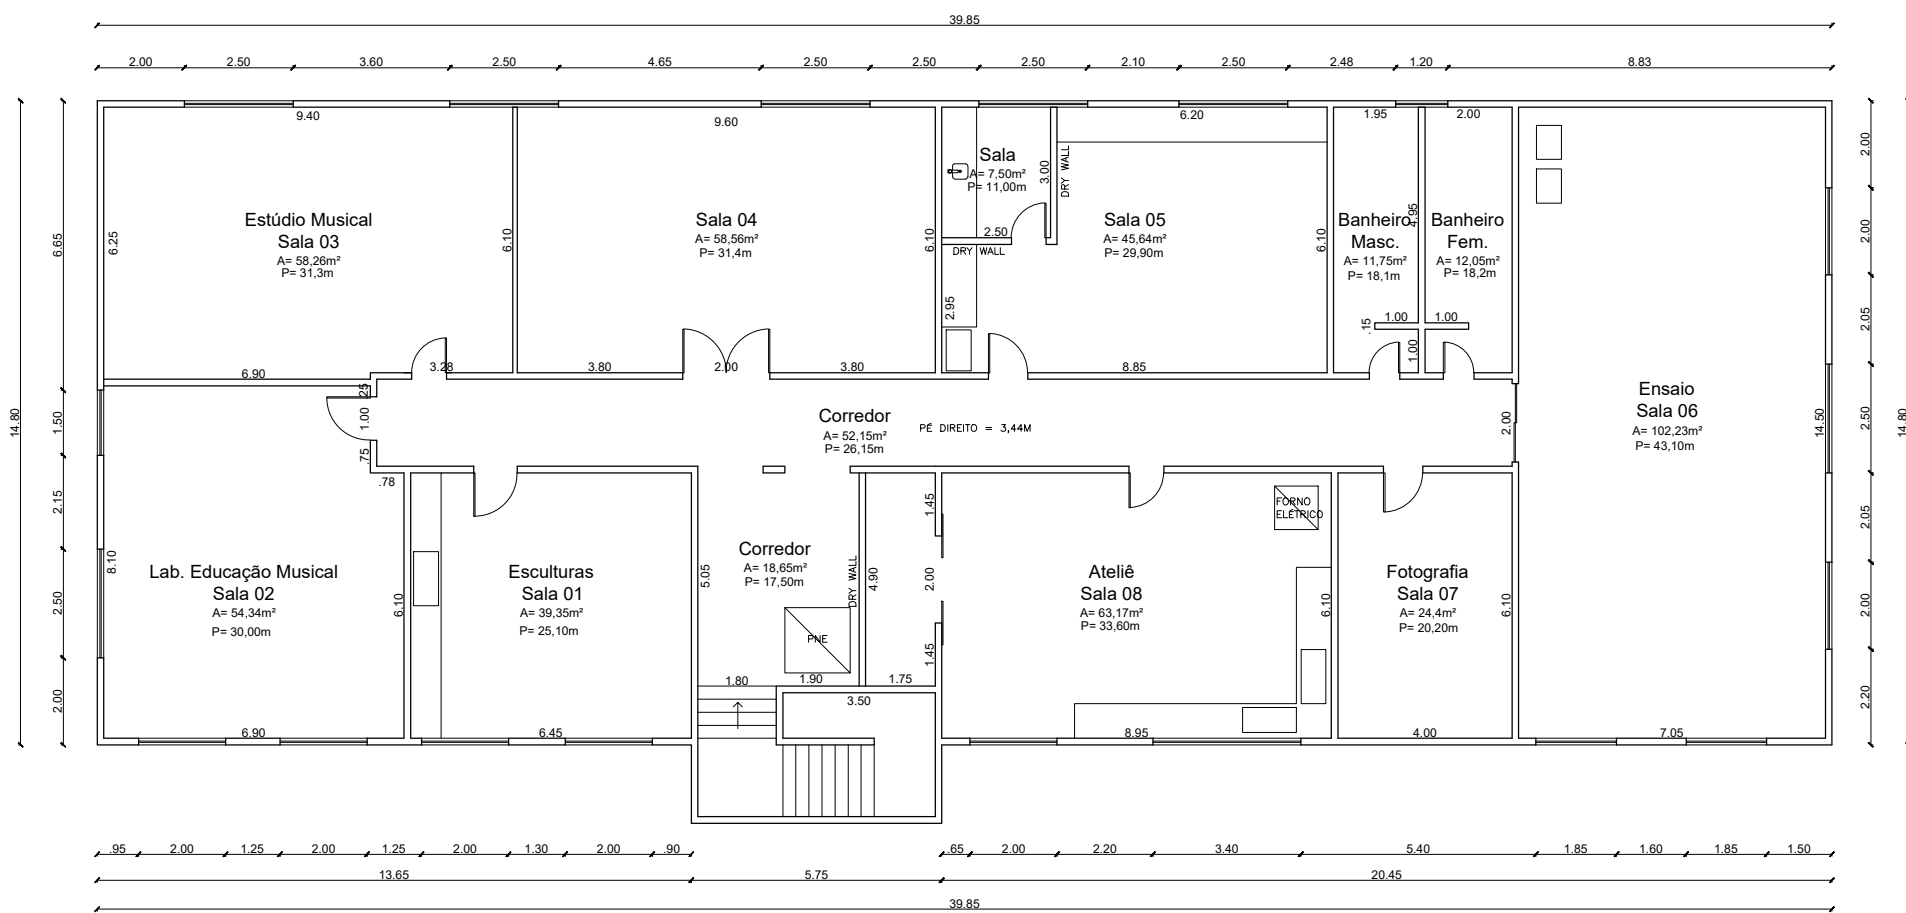 39.85
2.00 2.50 3.60 2.50 4.65 2.50 2.50 2.50 2.10 2.50 2.48 1.20 8.83
9.40
9.60
6.20
1.95
2.00
Estúdio Musical
Sala 03
A= 58,26m²
P= 31,3m
6.25
6.10
6.90
3.28
Sala 04
A= 58,56m²
P= 31,4m
6.10
3.80
2.00
3.80
Sala
A= 7,50m²
P= 11,00m
3.00
DRY WALL
2.50
DRY WALL
2.95
Sala 05
A= 45,64m²
P= 29,90m
6.10
8.85
Banheiro
Masc.
A= 11,75m²
P= 18,1m
4.95
.15
1.00
1.00
Banheiro
Fem.
A= 12,05m²
P= 18,2m
1.00
Ensaio
Sala 06
A= 102,23m²
P= 43,10m
14.50
2.00
7.05
Corredor
A= 52,15m²
P= 26,15m
PÉ DIREITO = 3,44M
.25
1.00
.75
.78
Lab. Educação Musical
Sala 02
A= 54,34m²
P= 30,00m
8.10
6.10
6.90
Esculturas
Sala 01
A= 39,35m²
P= 25,10m
6.45
Corredor
A= 18,65m²
P= 17,50m
5.05
DRY WALL
4.90
PNE
1.80
1.90
1.75
3.50
1.45
2.00
1.45
Ateliê
Sala 08
A= 63,17m²
P= 33,60m
FORNO
ELÉTRICO
6.10
8.95
Fotografia
Sala 07
A= 24,4m²
P= 20,20m
6.10
4.00
14.80
6.65
1.50
2.15
2.50
2.00
2.00
2.00
2.05
2.50
2.05
2.00
2.20
14.80
.95 2.00 1.25 2.00 1.25 2.00 1.30 2.00 .90
.65 2.00 2.20 3.40 5.40 1.85 1.60 1.85 1.50
13.65 5.75 20.45
39.85